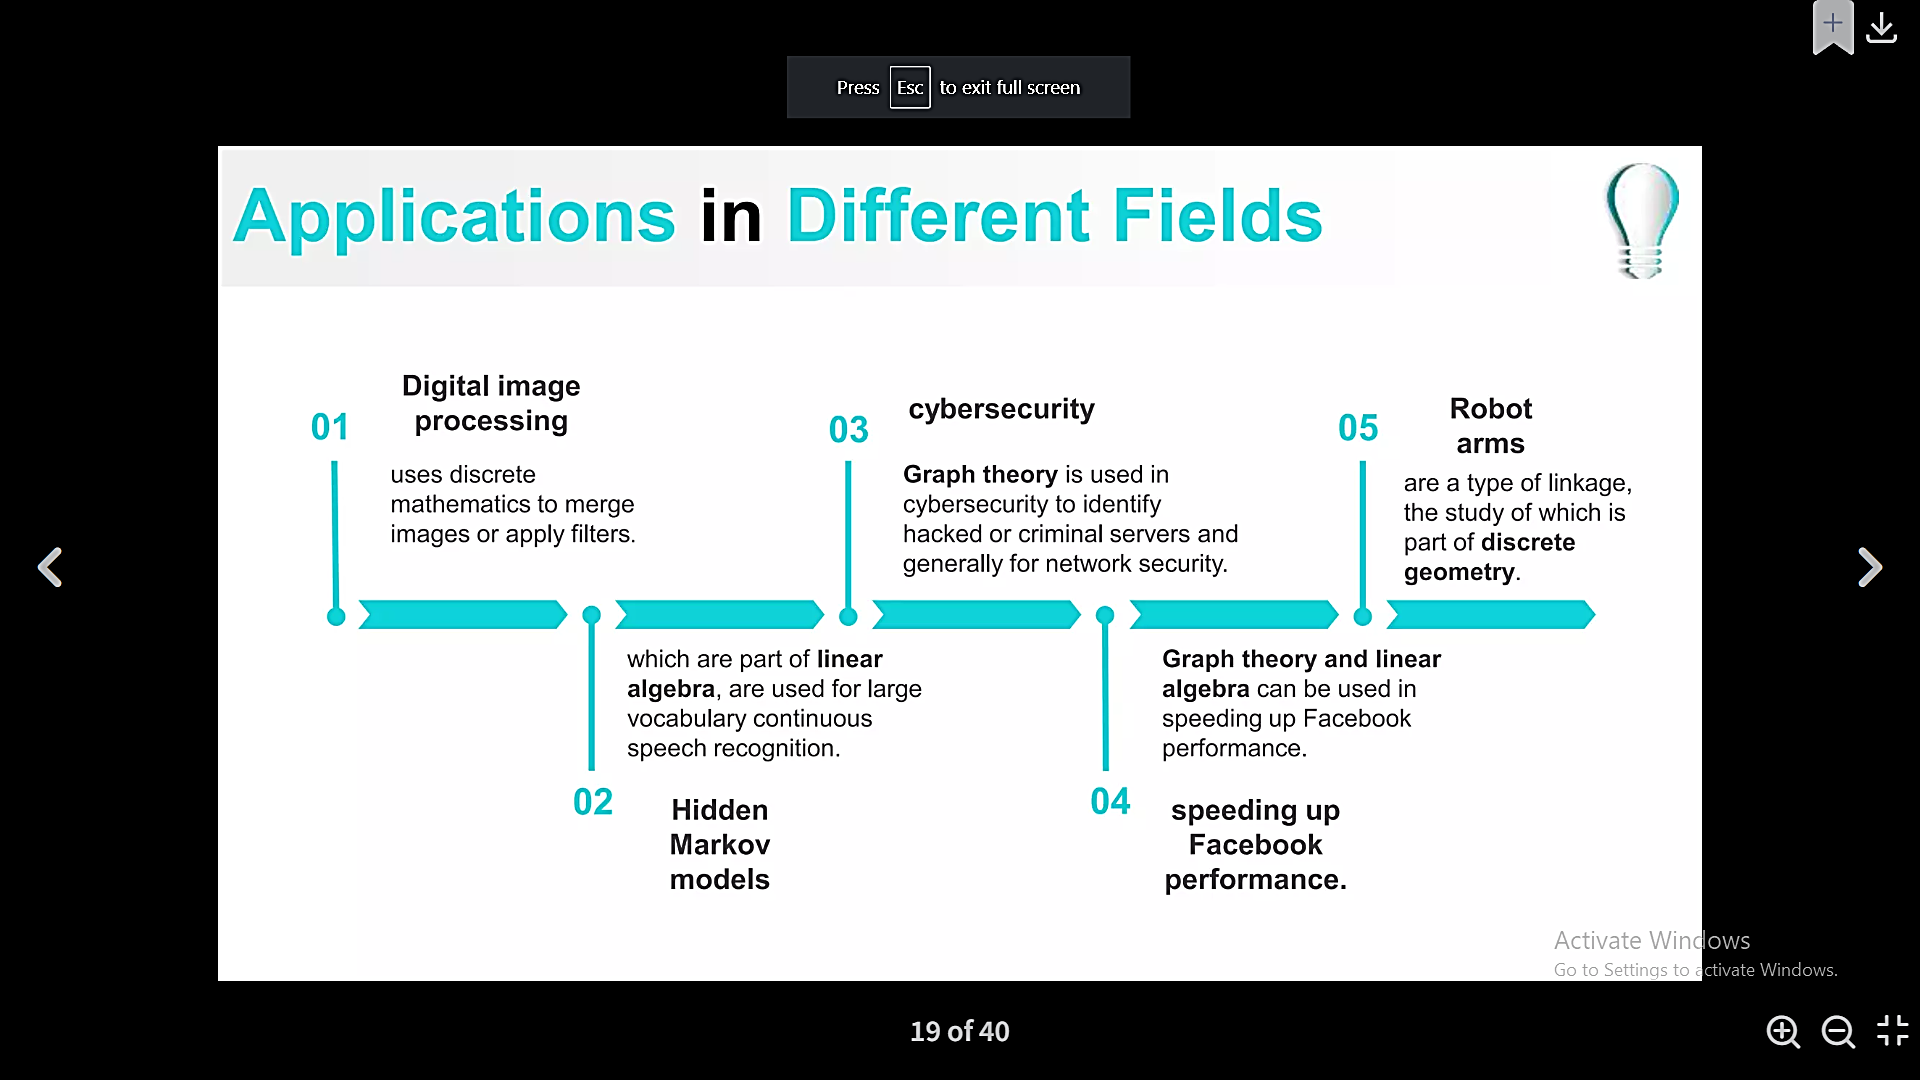 Press Esc to exit full screen
Applications in Different Fields
01
Digital image
processing
uses discrete
mathematics to merge
images or apply filters.
02
which are part of linear
algebra, are used for large
vocabulary continuous
speech recognition.
Hidden
Markov
models
03
cybersecurity
Graph theory is used in
cybersecurity to identify
hacked or criminal servers and
generally for network security.
04
Graph theory and linear
algebra can be used in
speeding up Facebook
performance.
speeding up
Facebook
performance.
05
Robot
arms
are a type of linkage,
the study of which is
part of discrete
geometry.
Activate Windows
Go to Settings to activate Windows.
19 of 40